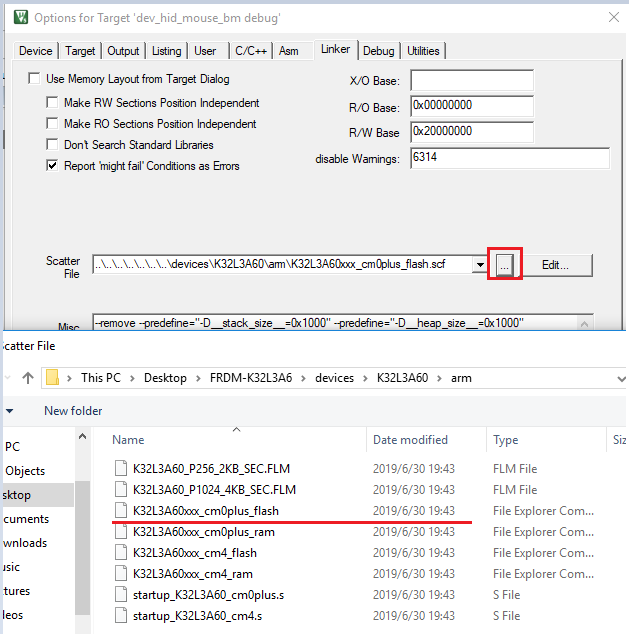 Options for Target 'dev_hid_mouse_bm debug'
Device Target Output Listing User C/C++ Asm Linker Debug Utilities
Use Memory Layout from Target Dialog
X/O Base:
Make RW Sections Position Independent
R/O Base: 0x00000000
Make RO Sections Position Independent
R/W Base 0x20000000
Don't Search Standard Libraries
disable Warnings: 6314
Report 'might fail' Conditions as Errors
Scatter
File
..\..\..\..\..\..\..\devices\K32L3A60\arm\K32L3A60xxx_cm0plus_flash.scf
...
Edit...
Misc
--remove --predefine="-D__stack_size__=0x1000" --predefine="-D__heap_size__=0x1000"
Scatter File
This PC > Desktop > FRDM-K32L3A6 > devices > K32L3A60 > arm
New folder
Name Date modified Type Siz
PC
Objects
sktop
cuments
wnloads
usic
tures
leos
K32L3A60_P256_2KB_SEC.FLM 2019/6/30 19:43 FLM File
K32L3A60_P1024_4KB_SEC.FLM 2019/6/30 19:43 FLM File
K32L3A60xxx_cm0plus_flash 2019/6/30 19:43 File Explorer Com...
K32L3A60xxx_cm0plus_ram 2019/6/30 19:43 File Explorer Com...
K32L3A60xxx_cm4_flash 2019/6/30 19:43 File Explorer Com...
K32L3A60xxx_cm4_ram 2019/6/30 19:43 File Explorer Com...
startup_K32L3A60_cm0plus.s 2019/6/30 19:43 S File
startup_K32L3A60_cm4.s 2019/6/30 19:43 S File